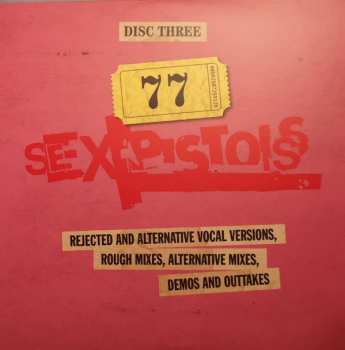 DISC THREE
77
SEX PISTOLS
REJECTED AND ALTERNATIVE VOCAL VERSIONS,
ROUGH MIXES, ALTERNATIVE MIXES,
DEMOS AND OUTTAKES